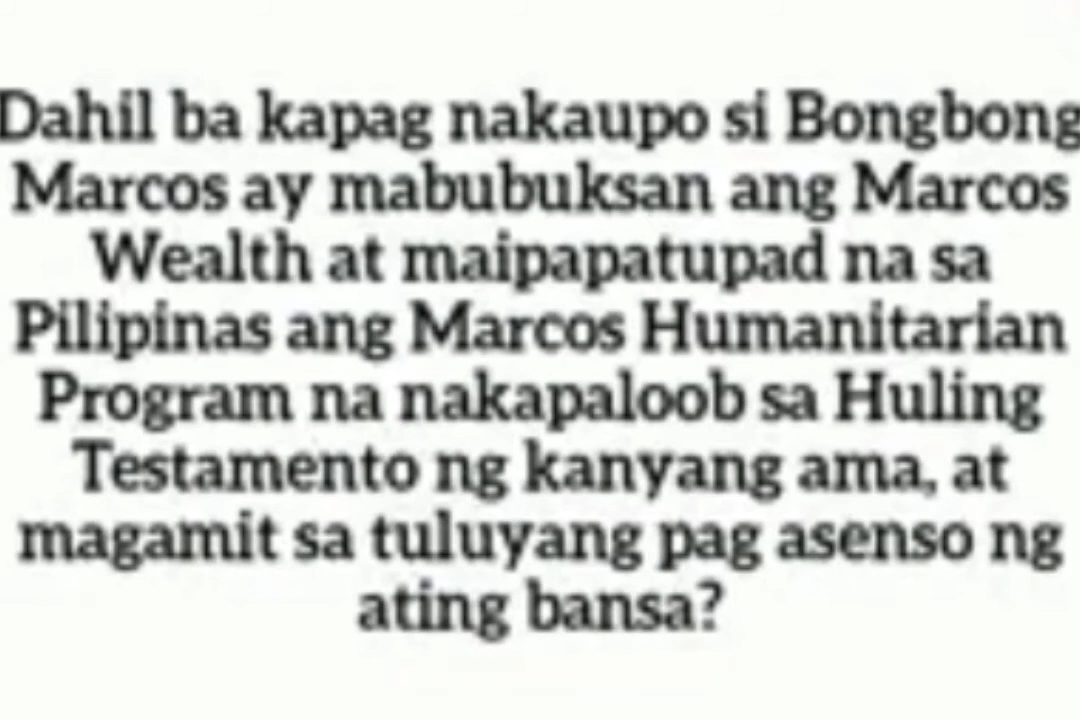 Dahil ba kapag nakaupo si Bongbong
Marcos ay mabubuksan ang Marcos
Wealth at maipapatupad na sa
Pilipinas ang Marcos Humanitarian
Program na nakapaloob sa Huling
Testamento ng kanyang ama, at
magamit sa tuluyang pag asenso ng
ating bansa?